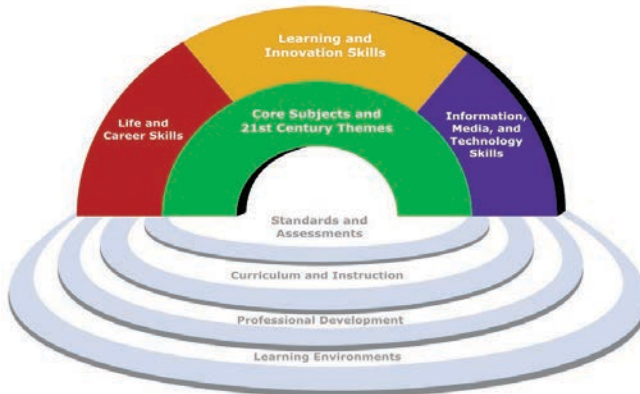 Learning and
Innovation Skills
Life and
Career Skills
Core Subjects and
21st Century Themes
Information,
Media, and
Technology
Skills
Standards and
Assessments
Curriculum and Instruction
Professional Development
Learning Environments